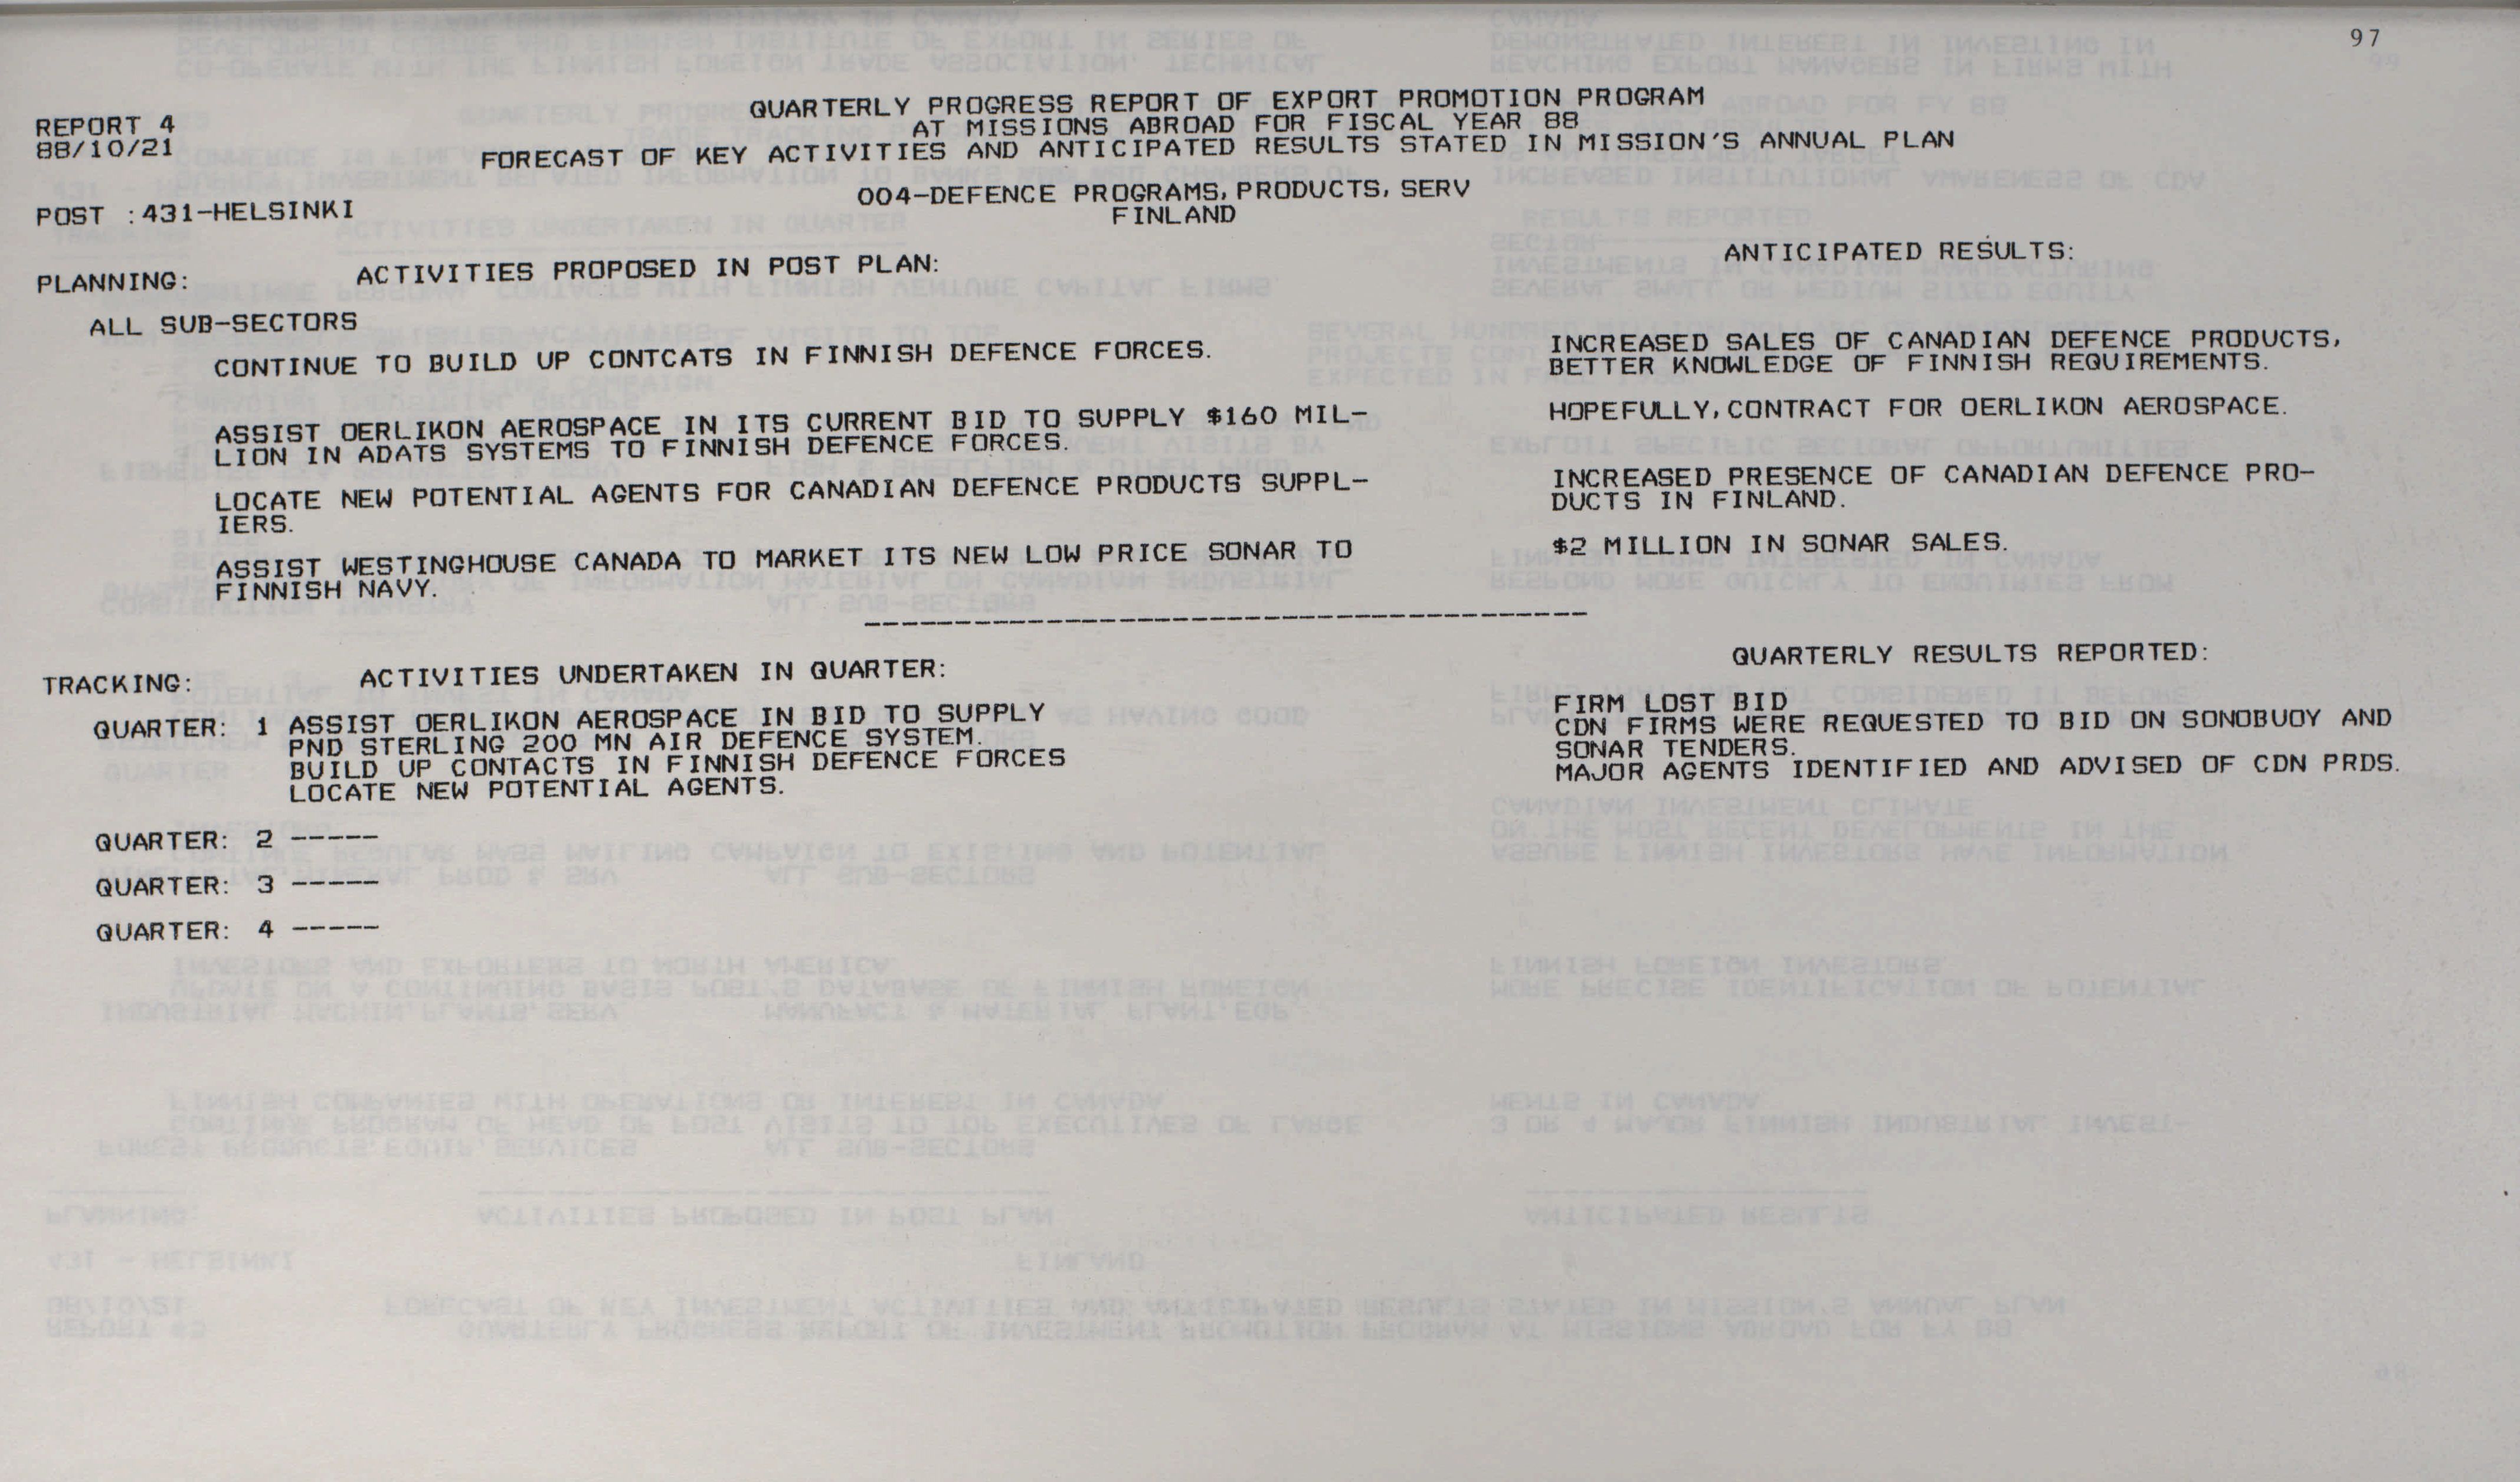 97
REPORT 4
88/10/21
QUARTERLY PROGRESS REPORT OF EXPORT PROMOTION PROGRAM
AT MISSIONS ABROAD FOR FISCAL YEAR 88
FORECAST OF KEY ACTIVITIES AND ANTICIPATED RESULTS STATED IN MISSION'S ANNUAL PLAN
POST :431-HELSINKI
004-DEFENCE PROGRAMS,PRODUCTS, SERV
FINLAND
PLANNING: ACTIVITIES PROPOSED IN POST PLAN: ANTICIPATED RESULTS:
ALL SUB-SECTORS
CONTINUE TO BUILD UP CONTCATS IN FINNISH DEFENCE FORCES.
INCREASED SALES OF CANADIAN DEFENCE PRODUCTS,
BETTER KNOWLEDGE OF FINNISH REQUIREMENTS.
ASSIST OERLIKON AEROSPACE IN ITS CURRENT BID TO SUPPLY $160 MIL-
LION IN ADATS SYSTEMS TO FINNISH DEFENCE FORCES.
HOPEFULLY,CONTRACT FOR OERLIKON AEROSPACE.
LOCATE NEW POTENTIAL AGENTS FOR CANADIAN DEFENCE PRODUCTS SUPPL-
IERS.
INCREASED PRESENCE OF CANADIAN DEFENCE PRO-
DUCTS IN FINLAND.
ASSIST WESTINGHOUSE CANADA TO MARKET ITS NEW LOW PRICE SONAR TO
FINNISH NAVY.
$2 MILLION IN SONAR SALES.
-----------------------------------------
TRACKING: ACTIVITIES UNDERTAKEN IN QUARTER: QUARTERLY RESULTS REPORTED:
QUARTER: 1 ASSIST OERLIKON AEROSPACE IN BID TO SUPPLY
PND STERLING 200 MN AIR DEFENCE SYSTEM.
BUILD UP CONTACTS IN FINNISH DEFENCE FORCES
LOCATE NEW POTENTIAL AGENTS.
FIRM LOST BID
CDN FIRMS WERE REQUESTED TO BID ON SONOBUOY AND
SONAR TENDERS.
MAJOR AGENTS IDENTIFIED AND ADVISED OF CDN PRDS.
QUARTER: 2 -----
QUARTER: 3 -----
QUARTER: 4 -----